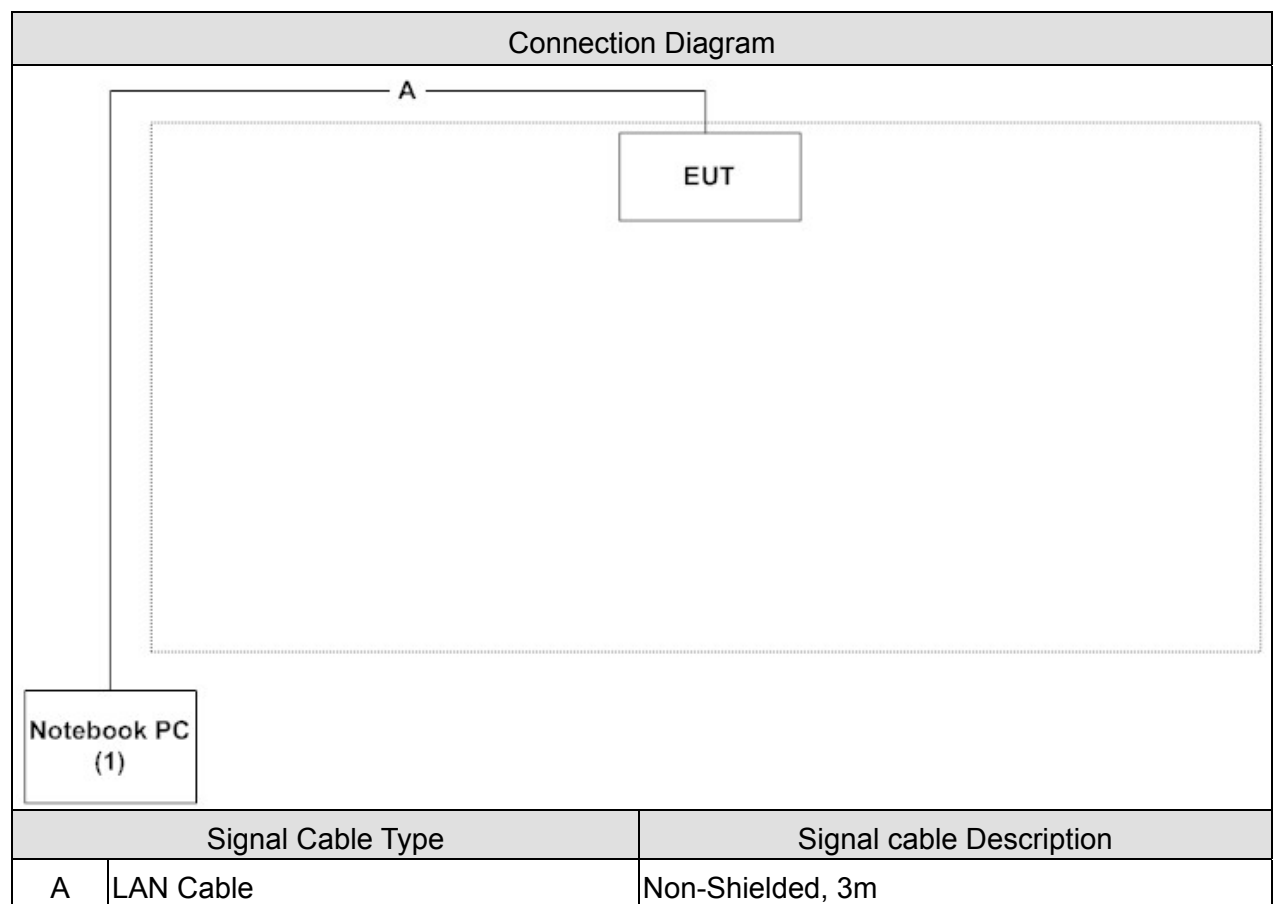 Connection Diagram
A
EUT
Notebook PC
(1)
Signal Cable Type Signal cable Description
A LAN Cable Non-Shielded, 3m